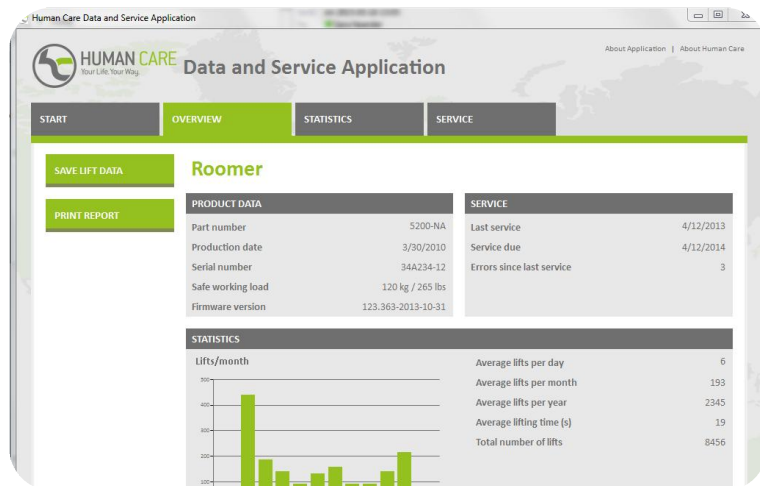 Human Care Data and Service Application
HUMAN CARE
Your Life. Your Way.
Data and Service Application
About Application | About Human Care
START OVERVIEW STATISTICS SERVICE
SAVE LIFT DATA
PRINT REPORT
Roomer
PRODUCT DATA
Part number 5200-NA
Production date 3/30/2010
Serial number 34A234-12
Safe working load 120 kg / 265 lbs
Firmware version 123.363-2013-10-31
SERVICE
Last service 4/12/2013
Service due 4/12/2014
Errors since last service 3
STATISTICS
Lifts/month
500
400
300
200
100
Average lifts per day 6
Average lifts per month 193
Average lifts per year 2345
Average lifting time (s) 19
Total number of lifts 8456